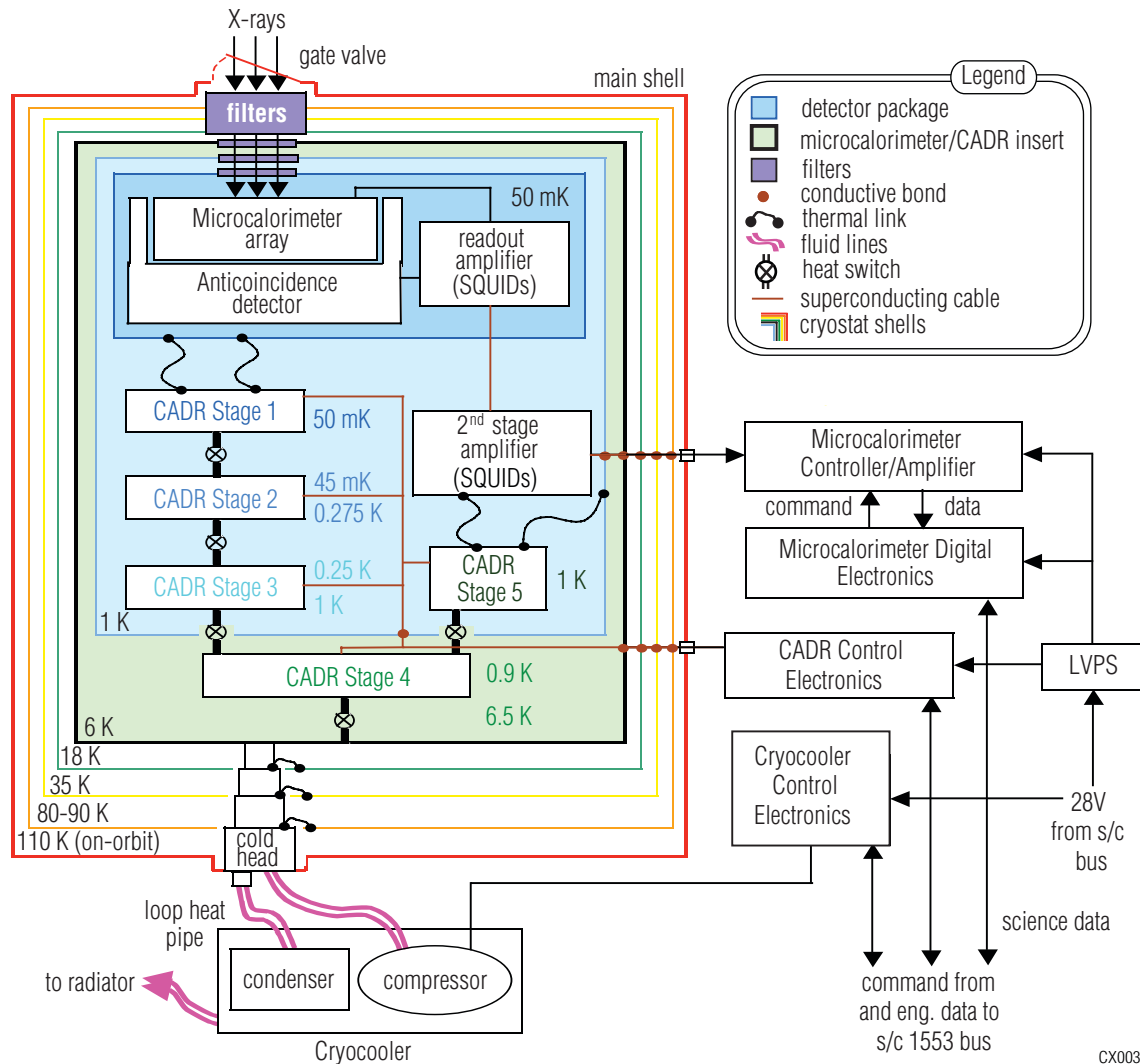 X-rays
gate valve
main shell
filters
Legend
detector package
microcalorimeter/CADR insert
filters
conductive bond
thermal link
fluid lines
heat switch
superconducting cable
cryostat shells
50 mK
Microcalorimeter
array
readout
amplifier
(SQUIDs)
Anticoincidence
detector
CADR Stage 1
50 mK
2nd stage
amplifier
(SQUIDs)
Microcalorimeter
Controller/Amplifier
CADR Stage 2
45 mK
0.275 K
command
data
Microcalorimeter Digital
Electronics
CADR Stage 3
0.25 K
1 K
CADR
Stage 5
1 K
1 K
CADR Stage 4
0.9 K
6.5 K
CADR Control
Electronics
LVPS
6 K
18 K
35 K
80-90 K
110 K (on-orbit)
cold
head
Cryocooler
Control
Electronics
28V
from s/c
bus
loop heat
pipe
science data
to radiator
condenser
compressor
Cryocooler
command from
and eng. data to
s/c 1553 bus
CX003